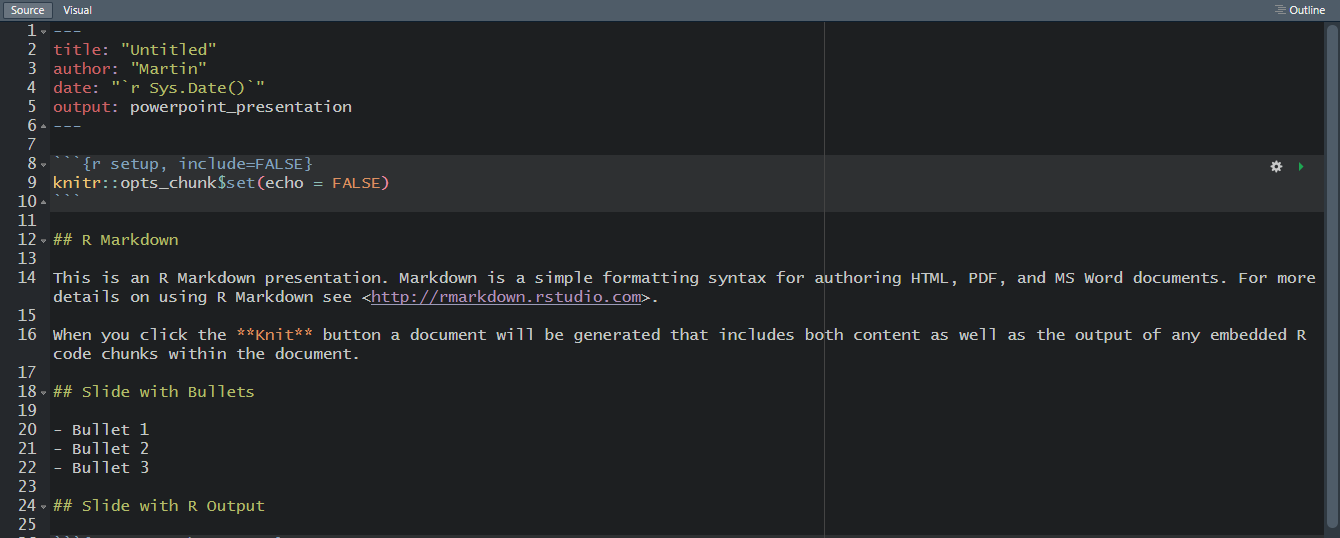 Source Visual Outline
1 ---
2 title: "Untitled"
3 author: "Martin"
4 date: "`r Sys.Date()`"
5 output: powerpoint_presentation
6 ---
7
8 ```{r setup, include=FALSE}
9 knitr::opts_chunk$set(echo = FALSE)
10 ```
11
12 ## R Markdown
13
14 This is an R Markdown presentation. Markdown is a simple formatting syntax for authoring HTML, PDF, and MS Word documents. For more
details on using R Markdown see <http://rmarkdown.rstudio.com>.
15
16 When you click the **Knit** button a document will be generated that includes both content as well as the output of any embedded R
code chunks within the document.
17
18 ## Slide with Bullets
19
20 - Bullet 1
21 - Bullet 2
22 - Bullet 3
23
24 ## Slide with R Output
25